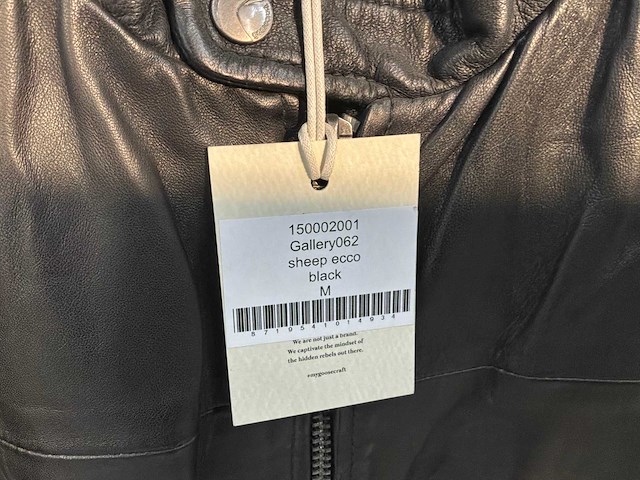 150002001
Gallery062
sheep ecco
black
M
8719541014934
We are not just a brand.
We captivate the mindset of
the hidden rebels out there.